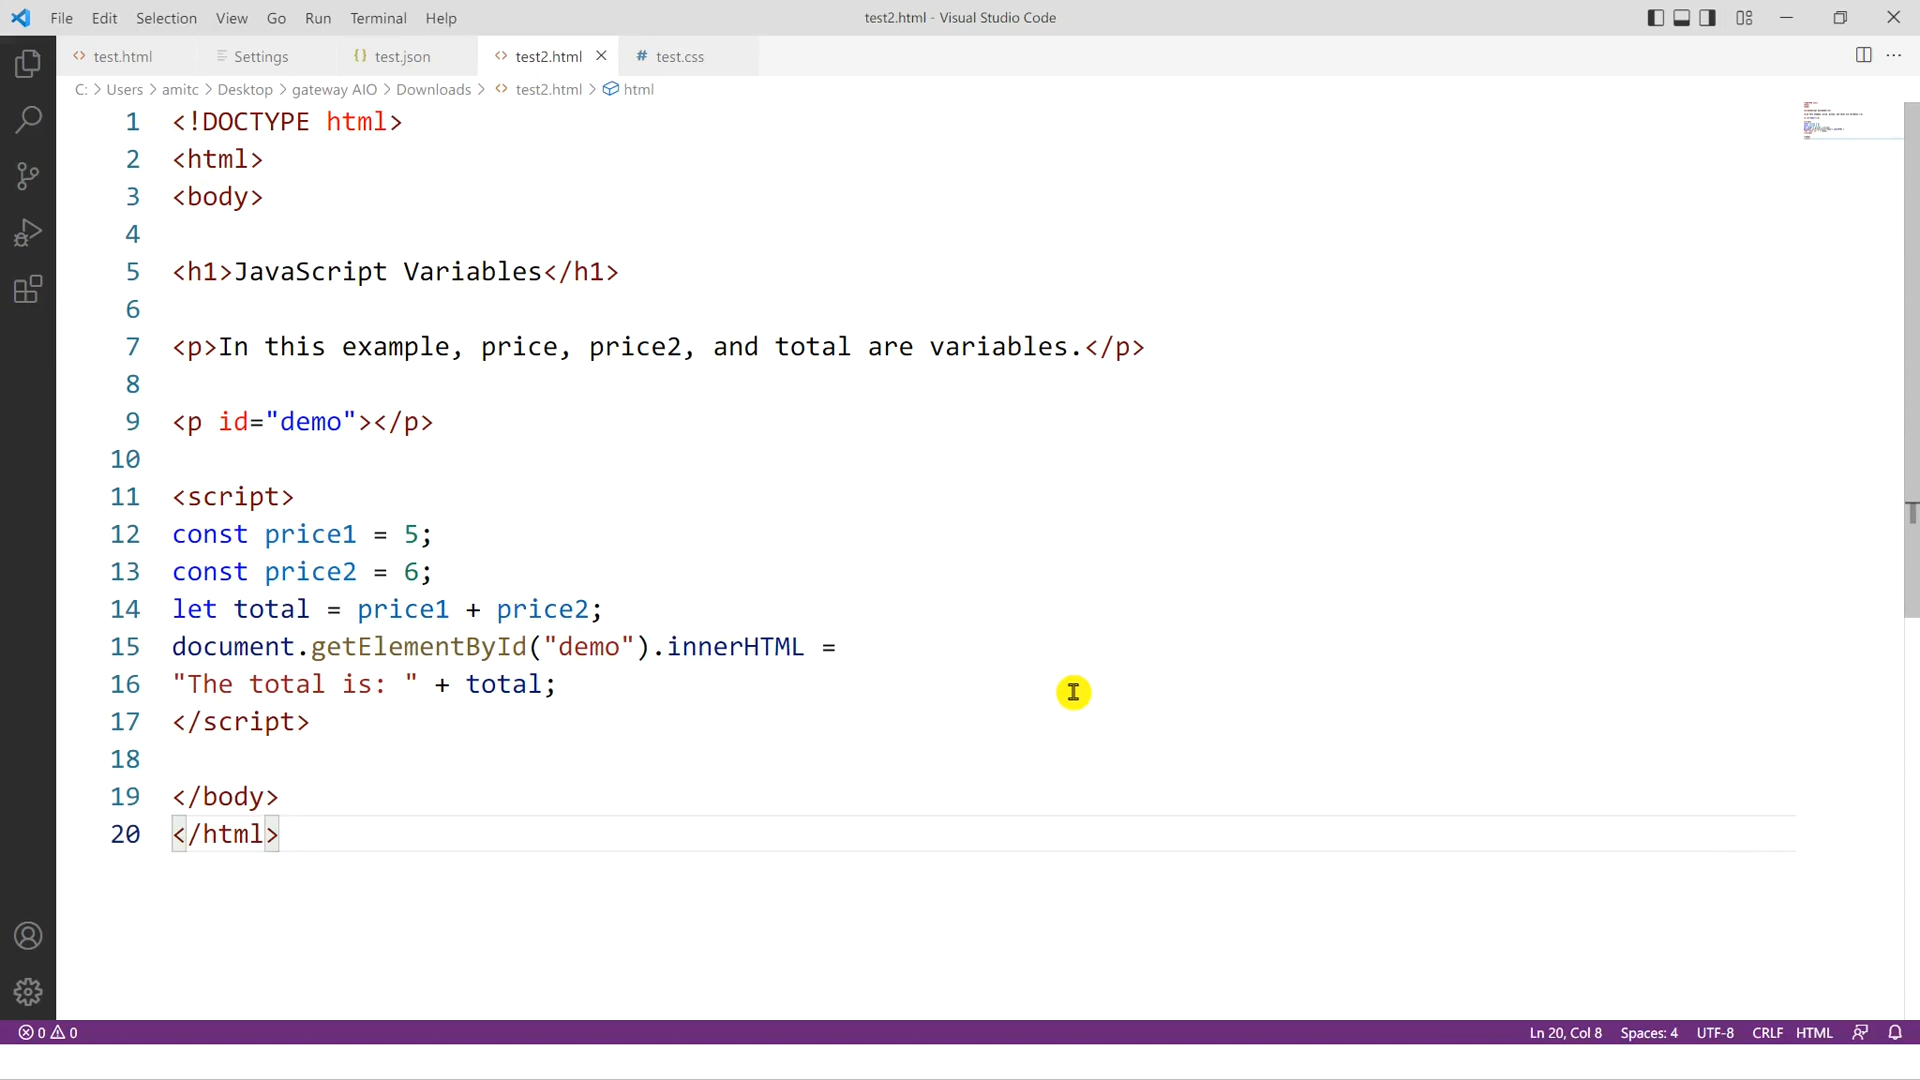 File Edit Selection View Go Run Terminal Help test2.html - Visual Studio Code
test.html Settings test.json test2.html test.css
C: > Users > amitc > Desktop > gateway AIO > Downloads > test2.html > html
1 <!DOCTYPE html>
2 <html>
3 <body>
4
5 <h1>JavaScript Variables</h1>
6
7 <p>In this example, price, price2, and total are variables.</p>
8
9 <p id="demo"></p>
10
11 <script>
12 const price1 = 5;
13 const price2 = 6;
14 let total = price1 + price2;
15 document.getElementById("demo").innerHTML =
16 "The total is: " + total;
17 </script>
18
19 </body>
20 </html>
0 0 Ln 20, Col 8 Spaces: 4 UTF-8 CRLF HTML